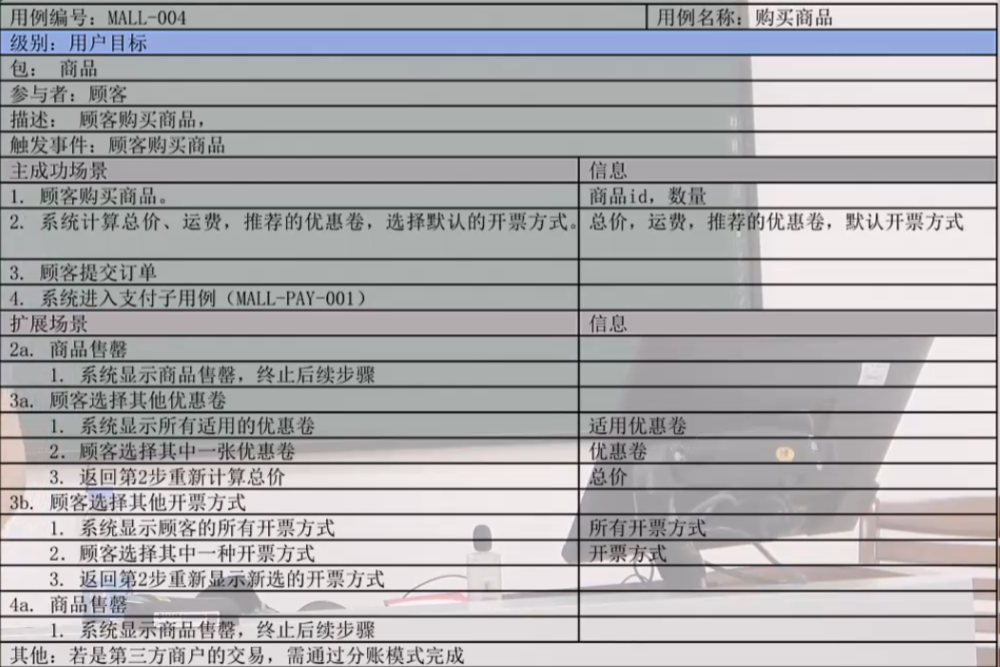 用例编号：MALL-004 用例名称：购买商品
级别：用户目标
包： 商品
参与者：顾客
描述： 顾客购买商品，
触发事件：顾客购买商品
主成功场景 信息
1. 顾客购买商品。 商品id，数量
2. 系统计算总价、运费，推荐的优惠卷，选择默认的开票方式。 总价，运费，推荐的优惠卷，默认开票方式
3. 顾客提交订单
4. 系统进入支付子用例（MALL-PAY-001）
扩展场景 信息
2a. 商品售罄
1. 系统显示商品售罄，终止后续步骤
3a. 顾客选择其他优惠卷
1. 系统显示所有适用的优惠卷 适用优惠卷
2. 顾客选择其中一张优惠卷 优惠卷
3. 返回第2步重新计算总价 总价
3b. 顾客选择其他开票方式
1. 系统显示顾客的所有开票方式 所有开票方式
2. 顾客选择其中一种开票方式 开票方式
3. 返回第2步重新显示新选的开票方式
4a. 商品售罄
1. 系统显示商品售罄，终止后续步骤
其他：若是第三方商户的交易，需通过分账模式完成